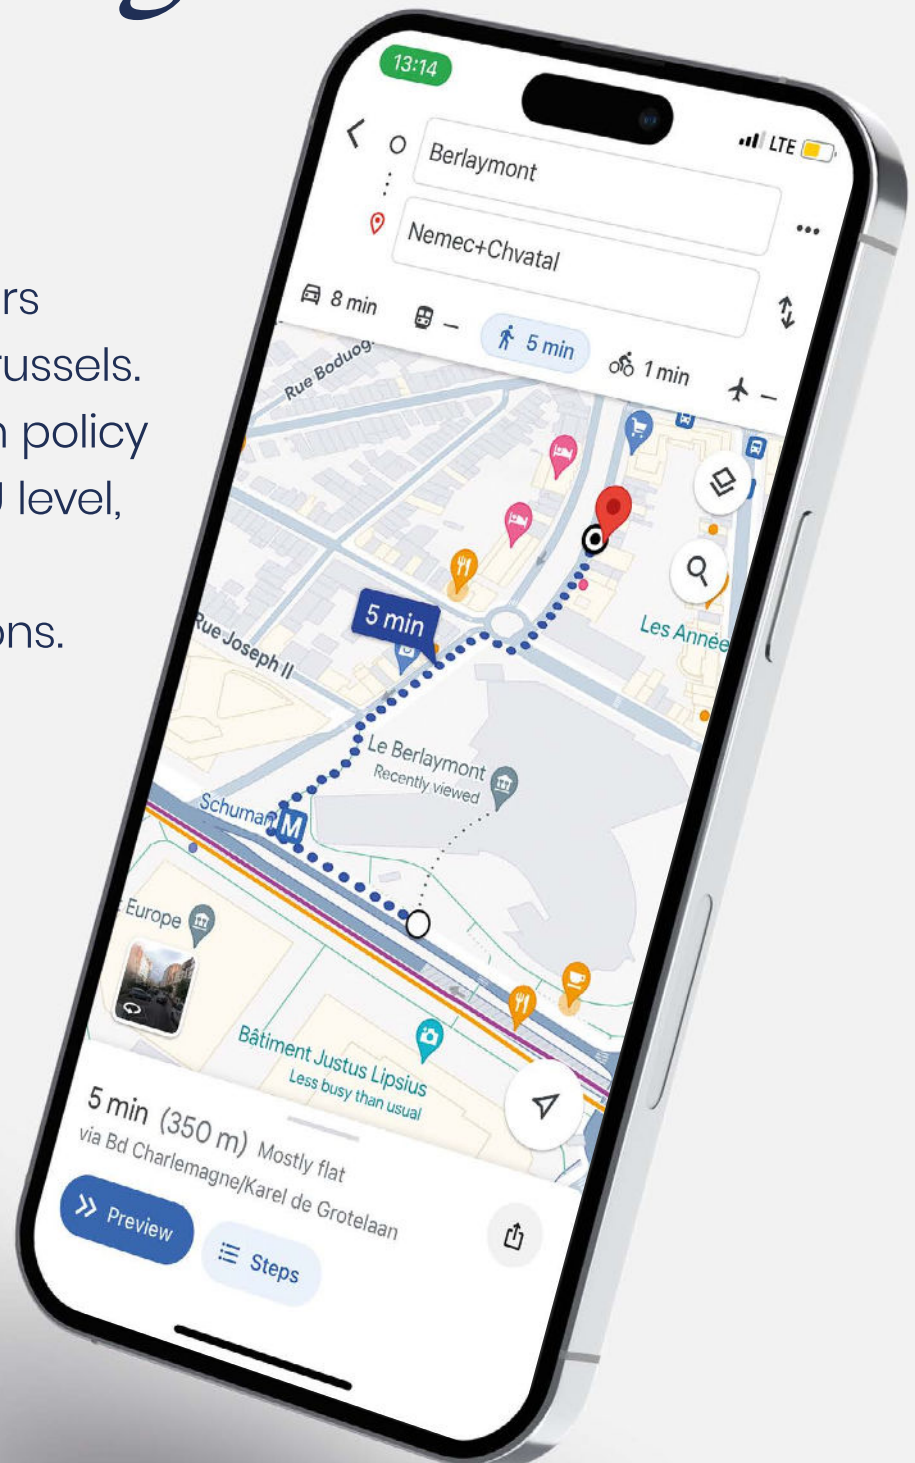 g
13:14
LTE
Berlaymont
Nemec+Chvatal
8 min
–
5 min
1 min
–
rs
russels.
n policy
U level,
ons.
Rue Boduog
5 min
Les Année
Rue Joseph II
Le Berlaymont
Recently viewed
Schuman
M
Europe
Bâtiment Justus Lipsius
Less busy than usual
5 min (350 m) Mostly flat
via Bd Charlemagne/Karel de Grotelaan
Preview
Steps